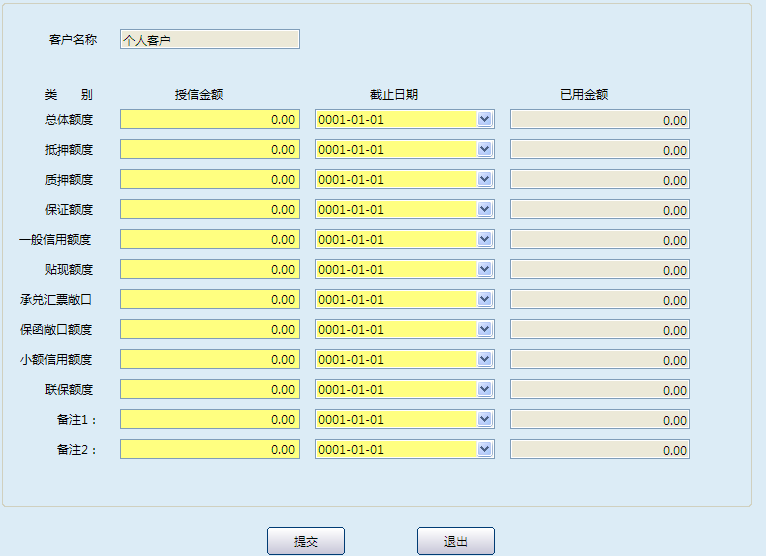 客户名称 个人客户
类 别 授信金额 截止日期 已用金额
总体额度 0.00 0001-01-01 0.00
抵押额度 0.00 0001-01-01 0.00
质押额度 0.00 0001-01-01 0.00
保证额度 0.00 0001-01-01 0.00
一般信用额度 0.00 0001-01-01 0.00
贴现额度 0.00 0001-01-01 0.00
承兑汇票敞口 0.00 0001-01-01 0.00
保函敞口额度 0.00 0001-01-01 0.00
小额信用额度 0.00 0001-01-01 0.00
联保额度 0.00 0001-01-01 0.00
备注1： 0.00 0001-01-01 0.00
备注2： 0.00 0001-01-01 0.00
提交 退出